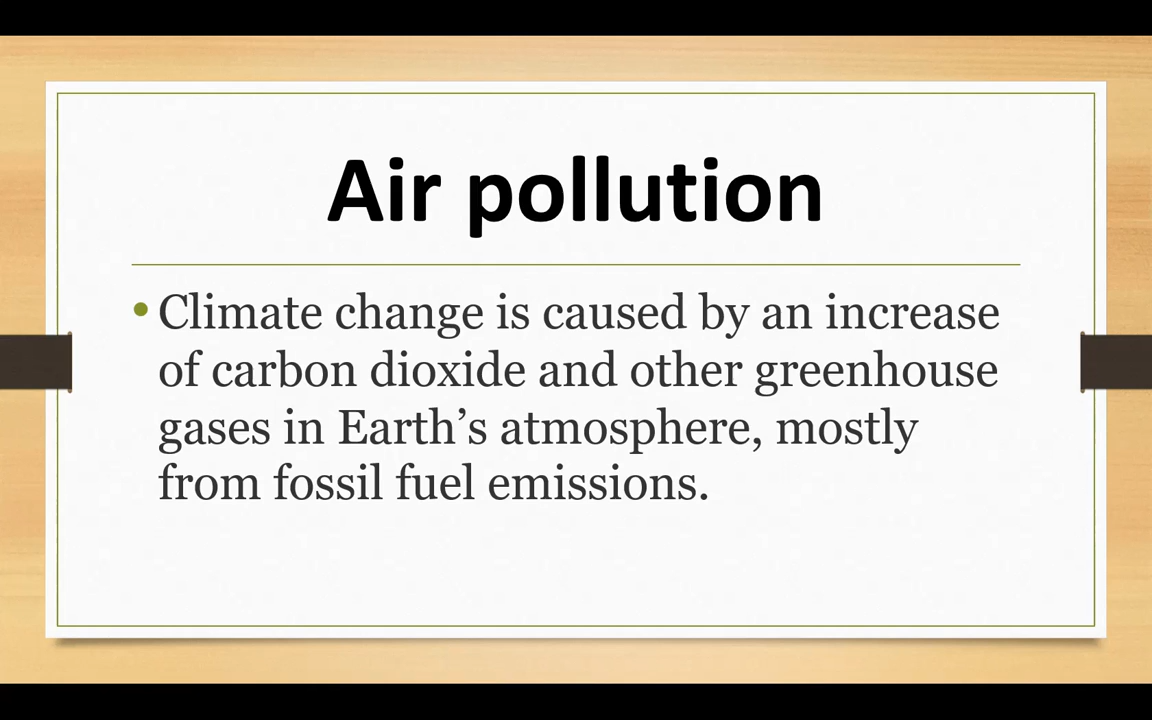 Air pollution
• Climate change is caused by an increase
of carbon dioxide and other greenhouse
gases in Earth’s atmosphere, mostly
from fossil fuel emissions.